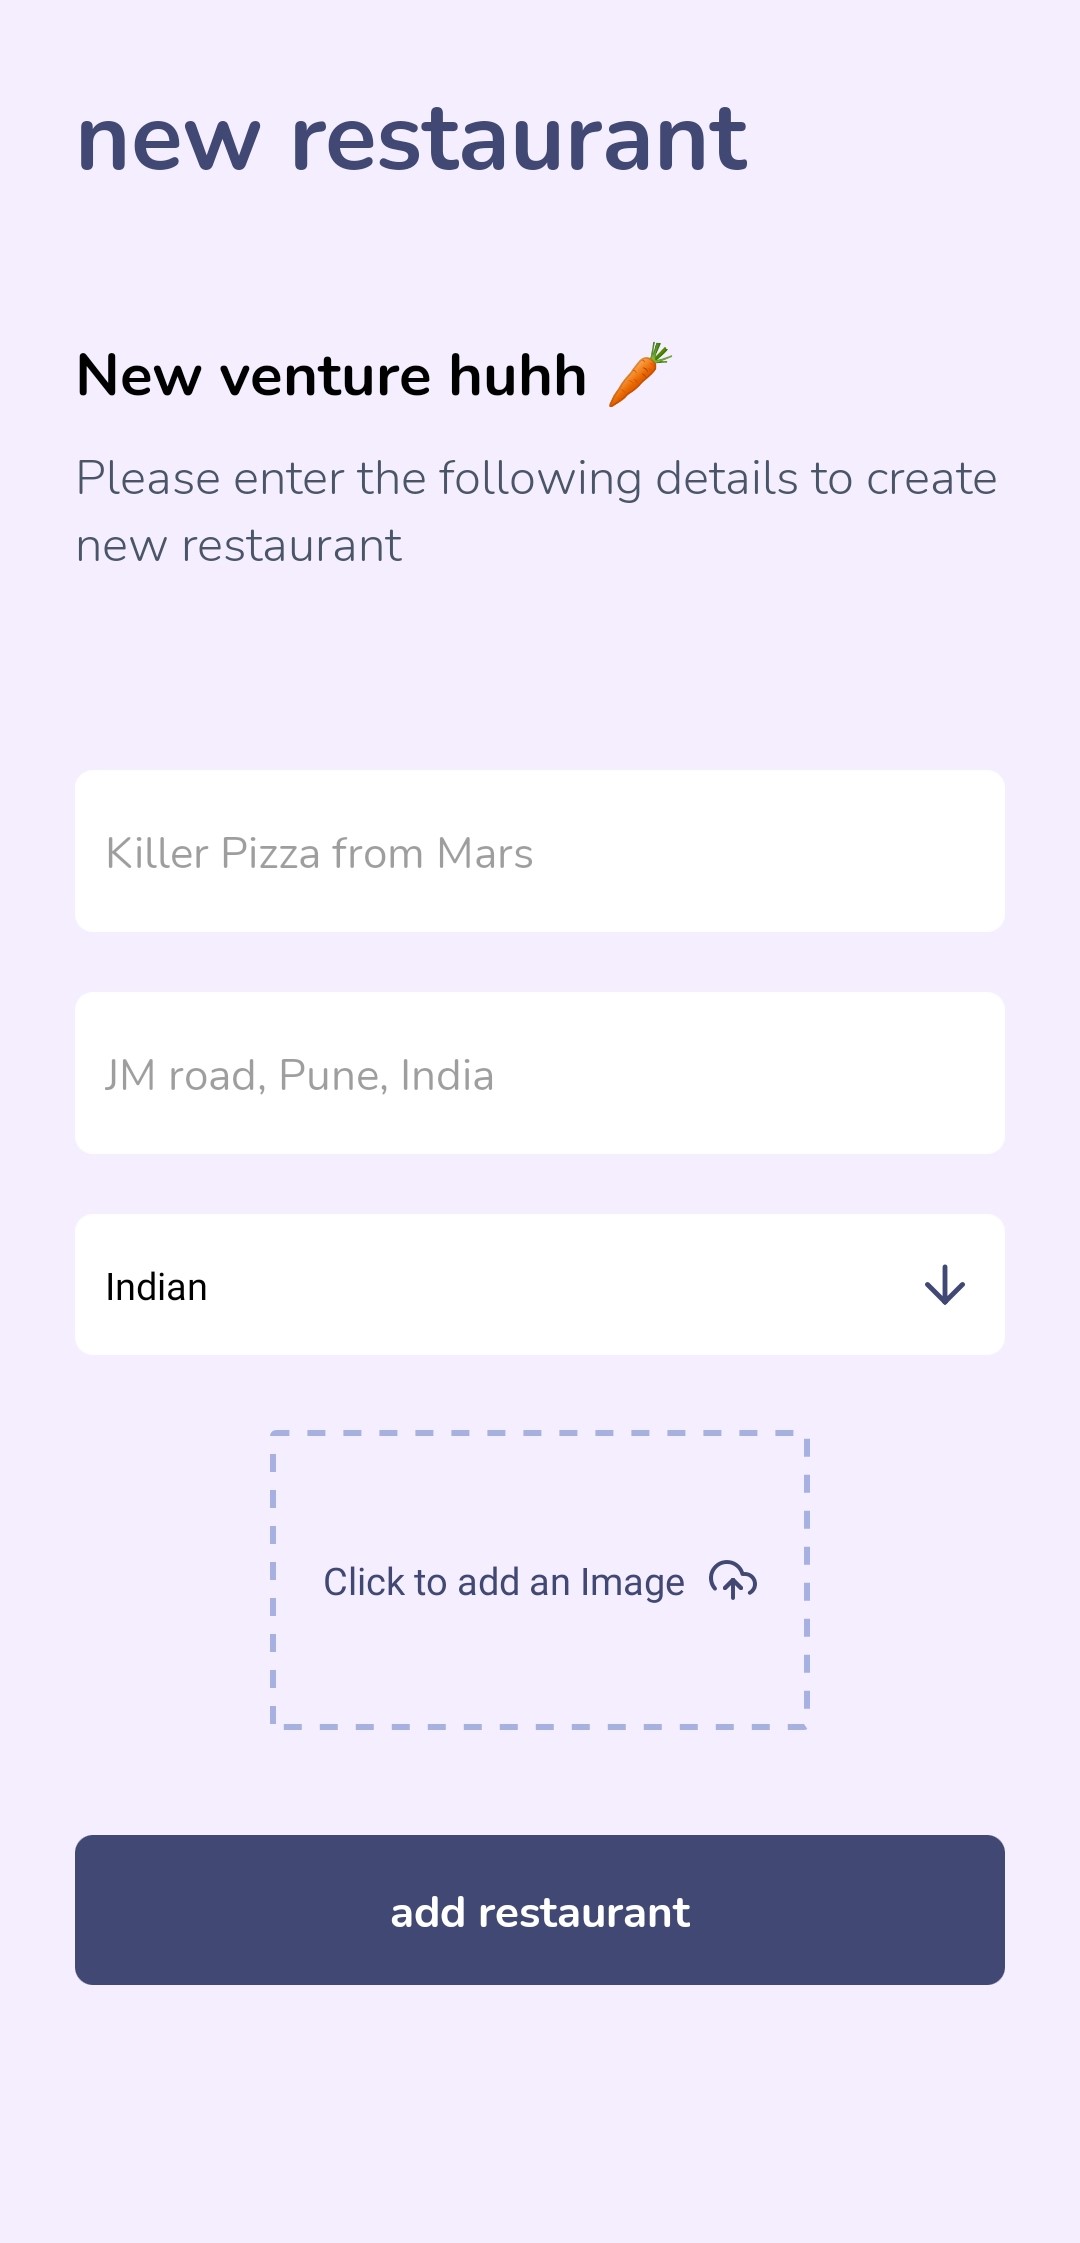 new restaurant
New venture huhh 🥕
Please enter the following details to create
new restaurant
Killer Pizza from Mars
JM road, Pune, India
Indian
Click to add an Image
add restaurant